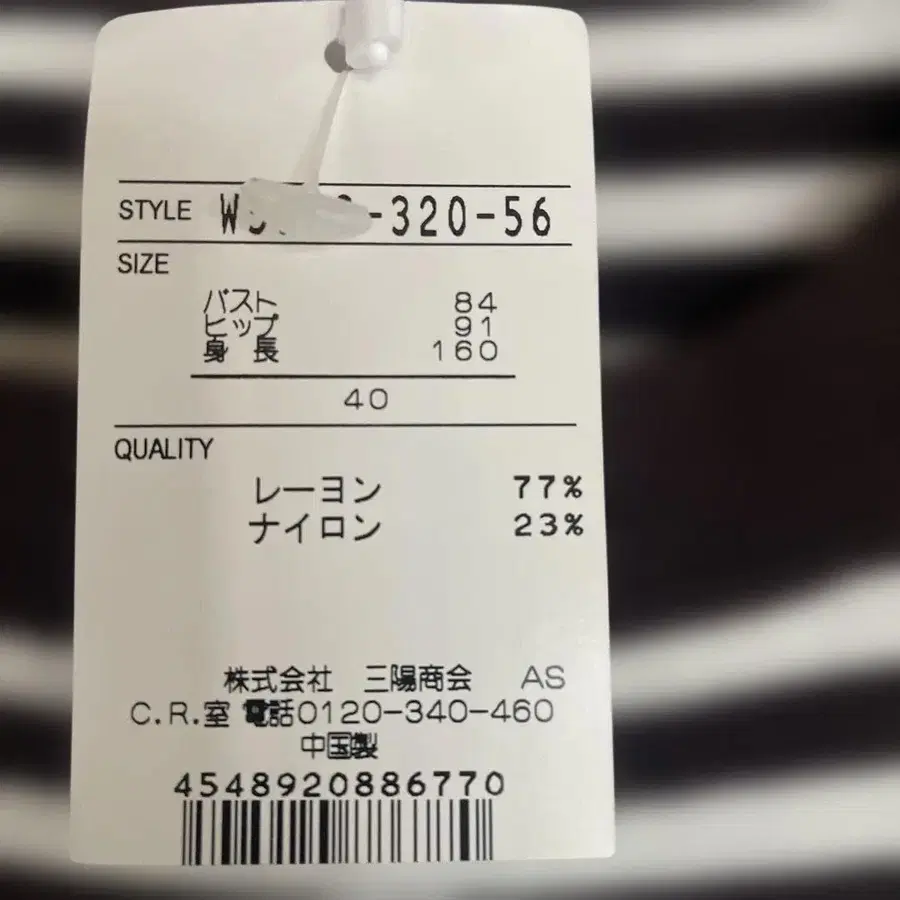 STYLE -320-56
SIZE
バスト 84
ヒップ 91
身 長 160
40
QUALITY
レーヨン 77%
ナイロン 23%
株式会社 三陽商会 AS
C.R.室 電話0120-340-460
中国製
4548920886770